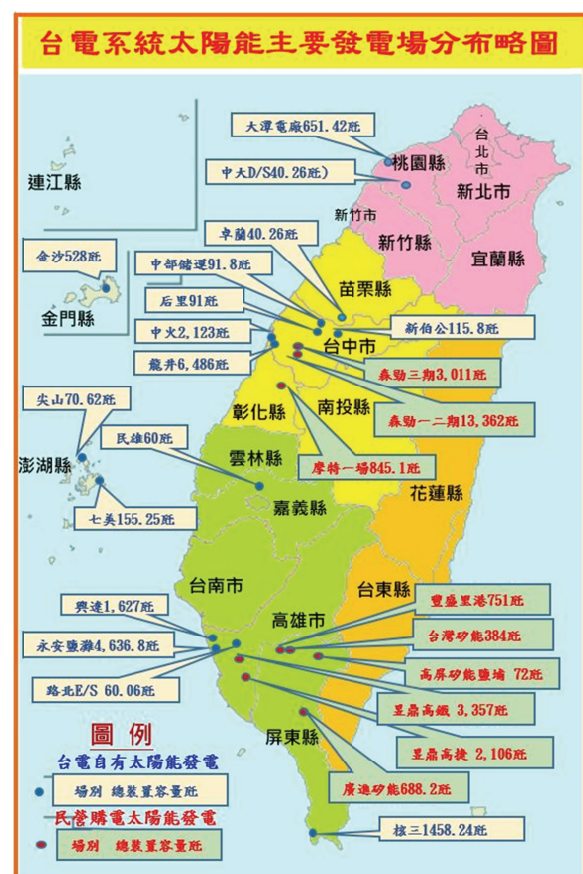 台電系統太陽能主要發電場分布略圖
大潭電廠651.42瓩
台北市
桃園縣
中大D/S40.26瓩)
連江縣
新北市
新竹市
卓蘭40.26瓩
新竹縣
宜蘭縣
金沙528瓩
中部儲運91.8瓩
苗栗縣
后里91瓩
金門縣
中火2,123瓩
新伯公115.8瓩
台中市
龍井6,486瓩
森勁三期3,011瓩
尖山70.62瓩
彰化縣
南投縣
森勁一二期13,362瓩
民雄60瓩
雲林縣
摩特一場845.1瓩
澎湖縣
花蓮縣
嘉義縣
七美155.25瓩
台南市
台東縣
豐盛里港751瓩
興達1,627瓩
高雄市
台灣矽能384瓩
永安鹽灘4,636.8瓩
高屏矽能鹽埔 72瓩
路北E/S 60.06瓩
昱鼎高鐵 3,357瓩
圖 例
屏東縣
昱鼎高捷 2,106瓩
台電自有太陽能發電
場別 總裝置容量瓩
廣進矽能688.2瓩
民營購電太陽能發電
場別 總裝置容量瓩
核三1458.24瓩